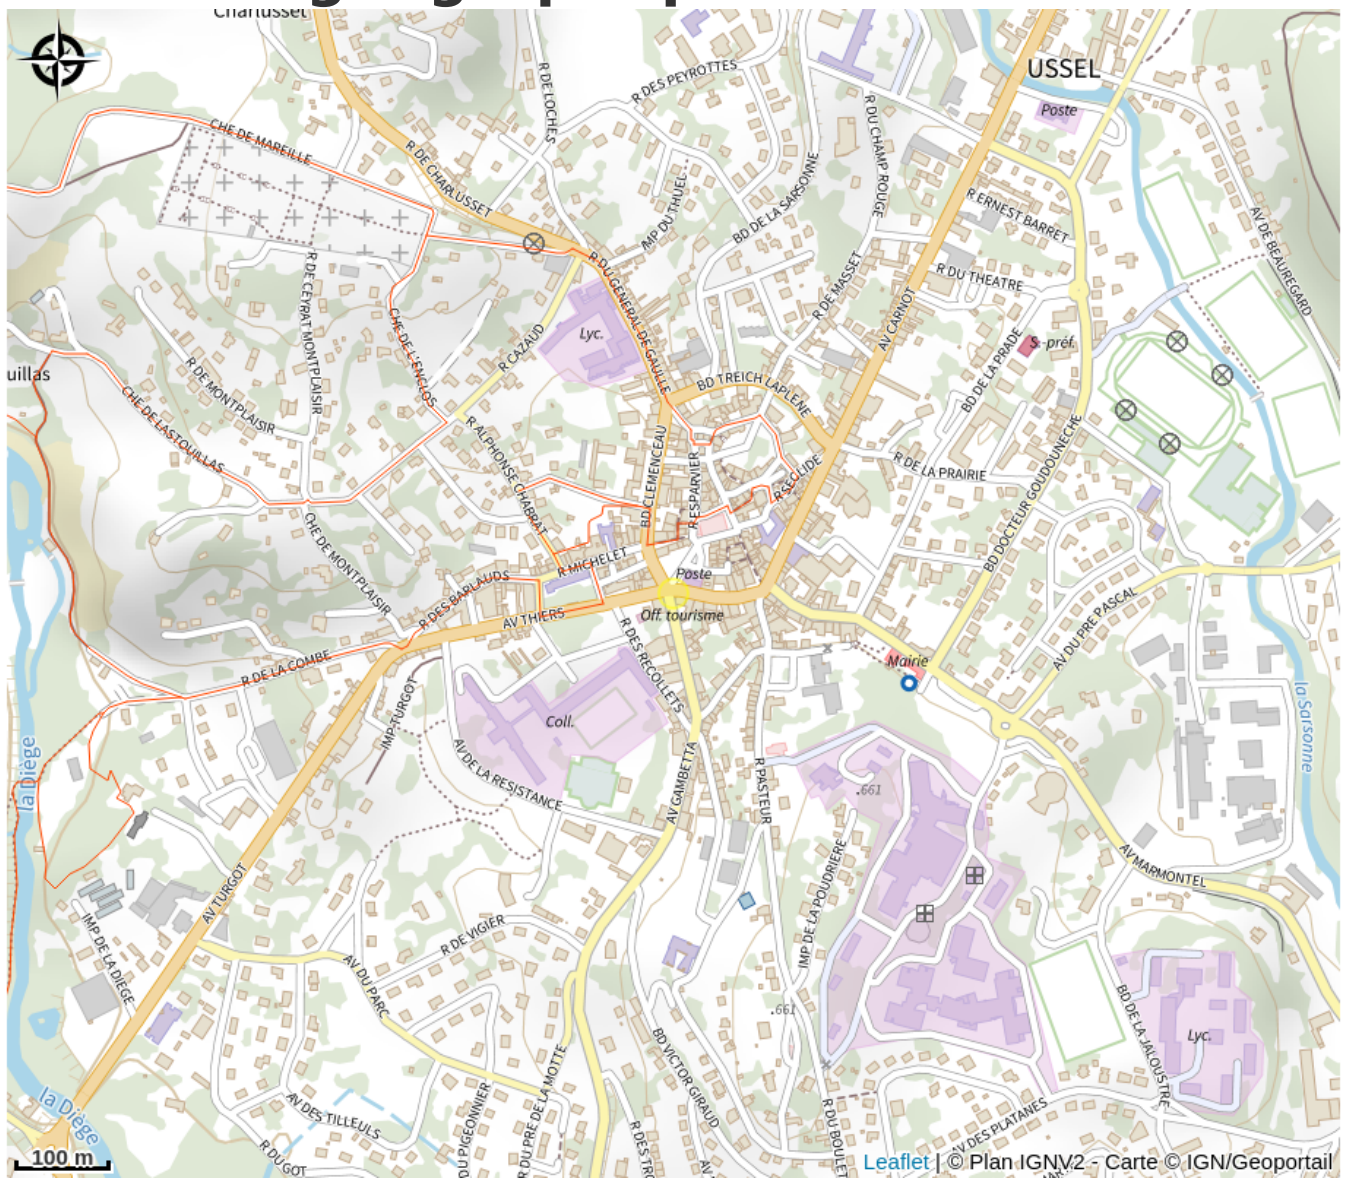 Charlusset
USSEL
Poste
R DE LOCHES
R DES PEYROTTES
CHE DE MAREILLE
R DE CHARLUSSET
IMP DU THUEL
BD DE LA SARSONNE
R DU CHAMP ROUGE
R ERNEST BARRET
AV DE BEAUREGARD
R DE CEYRAT MONTPLAISIR
R DU GENERAL DE GAULLE
R DE MASSET
R DU THEATRE
AV CARNOT
CHE DE L'ENCLOS
Lyc.
R CAZAUD
S.-préf.
BD DE LA PRADE
uillas
R DE MONTPLAISIR
CHE DE LASTOUILLAS
BD TREICH LAPLENE
R ALPHONSE CHABRAT
BD CLEMENCEAU
R ESPARVIER
R SEGLIDE
R DE LA PRAIRIE
BD DOCTEUR GOUDOUNECHE
CHE DE MONTPLAISIR
R MICHELET
R DES BARLAUDS
Poste
AV THIERS
Off. tourisme
AV DU PRE PASCAL
R DE LA COMBE
R DES RECOLLETS
Mairie
la Sarsonne
IMP TURGOT
Coll.
la Diège
AV DE LA RESISTANCE
AV GAMBETTA
R PASTEUR
.661
AV TURGOT
IMP DE LA POUDRIERE
AV MARMONTEL
IMP DE LA DIEGE
R DE VIGIER
AV DU PARC
BD DE LA JALOUSTRE
.661
Lyc.
BD VICTOR GIRAUD
R DU PRE DE LA MOTTE
DU PIGEONNIER
la Diège
AV DES TILLEULS
R DU BOULET
AV DES PLATANES
R DES TRO
R DUGOT
AV
100 m
Leaflet | © Plan IGNV2 - Carte © IGN/Geoportail